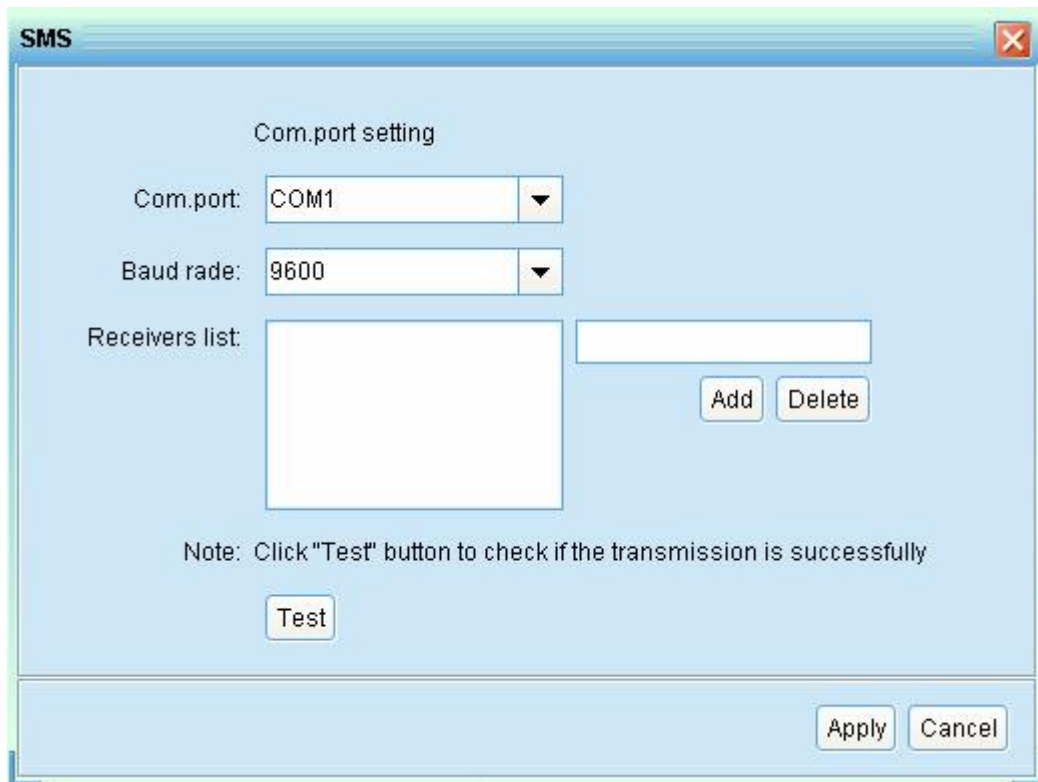 SMS
Com.port setting
Com.port: COM1
Baud rade: 9600
Receivers list:
Add Delete
Note: Click "Test" button to check if the transmission is successfully
Test
Apply Cancel